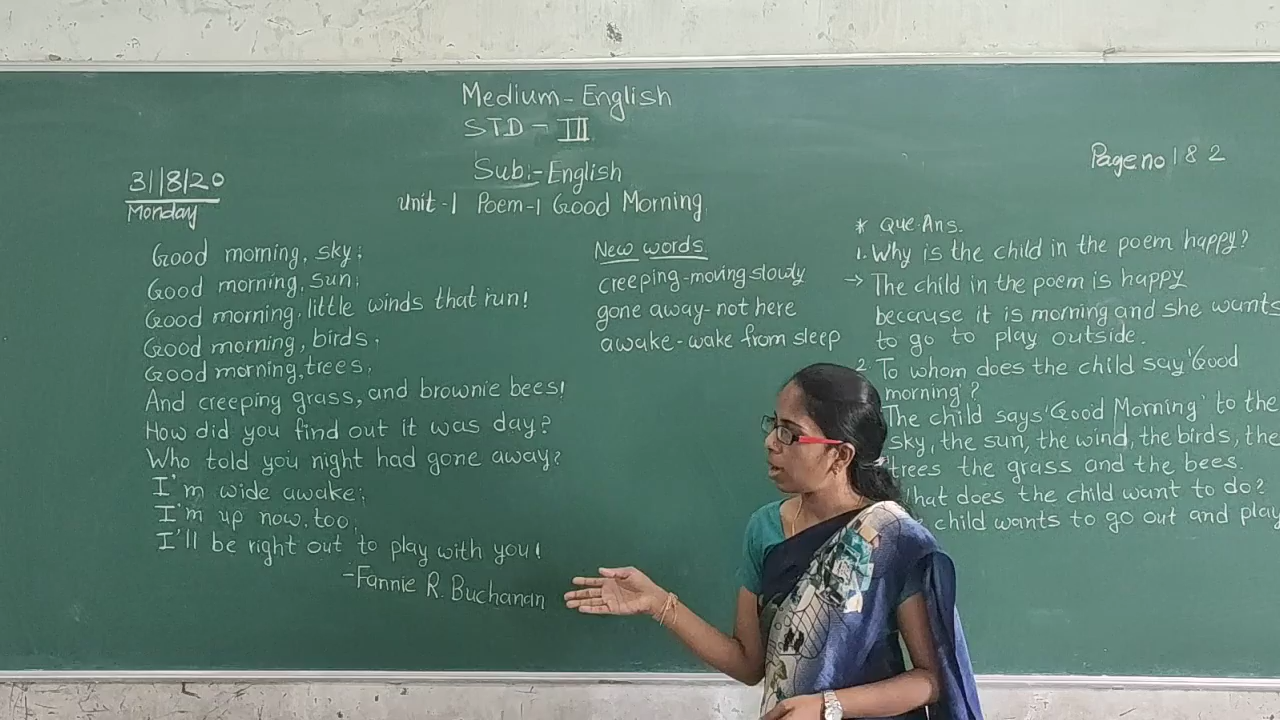 Medium - English
STD - III
Sub:- English
Unit - 1 Poem-1 Good Morning
Page no 1 & 2
31/8/20
Monday
Good morning, sky;
Good morning, sun;
Good morning, little winds that run!
Good morning, birds,
Good morning, trees,
And creeping grass, and brownie bees!
How did you find out it was day?
Who told you night had gone away?
I'm wide awake;
I'm up now, too,
I'll be right out to play with you!
-Fannie R. Buchanan
New words
creeping-moving slowly
gone away-not here
awake-wake from sleep
* Que-Ans.
1. Why is the child in the poem happy?
→ The child in the poem is happy
because it is morning and she wants
to go to play outside.
2. To whom does the child say 'Good
morning'?
The child says 'Good Morning' to the
sky, the sun, the wind, the birds, the
trees the grass and the bees.
does the child want to do?
child wants to go out and play